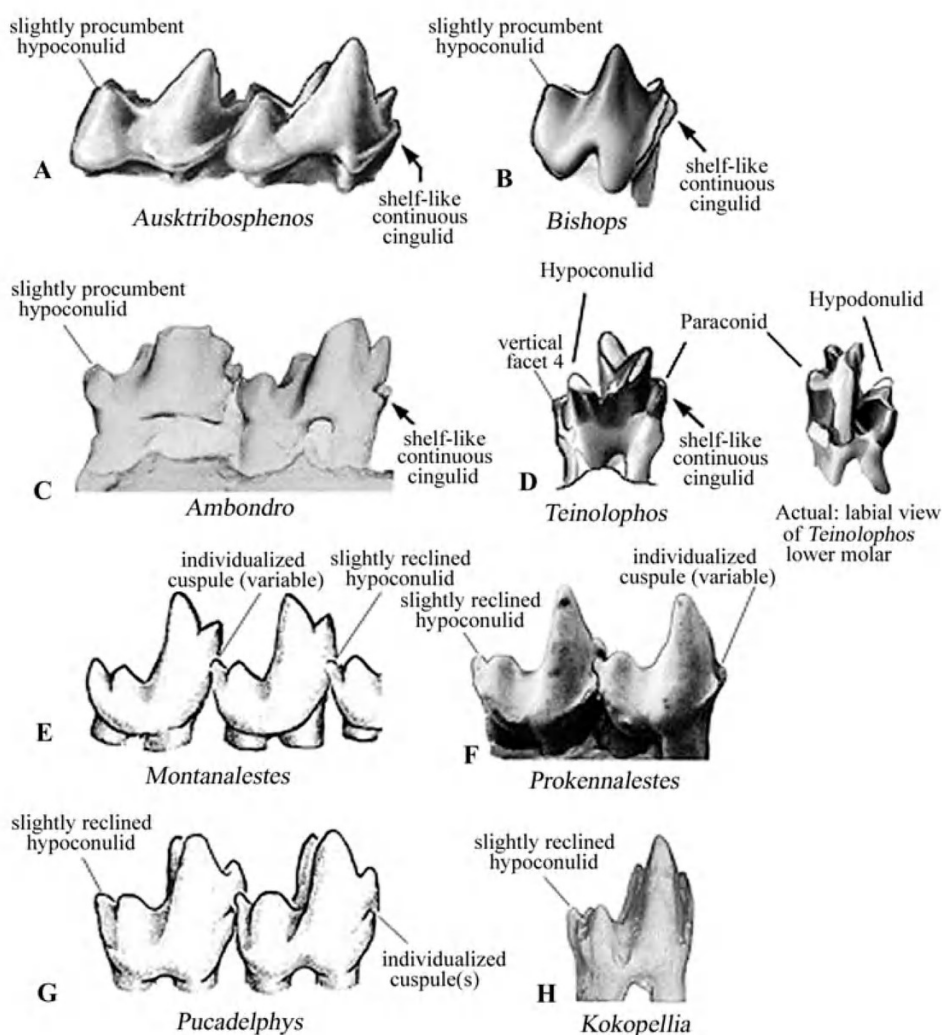 slightly procumbent
hypoconulid
A
shelf-like
continuous
cingulid
Ausktribosphenos
slightly procumbent
hypoconulid
B
shelf-like
continuous
cingulid
Bishops
slightly procumbent
hypoconulid
C
shelf-like
continuous
cingulid
Ambondro
Hypoconulid
vertical
facet 4
Paraconid
D
shelf-like
continuous
cingulid
Teinolophos
Hypodonulid
Actual: labial view
of Teinolophos
lower molar
individualized
cuspule (variable)
slightly reclined
hypoconulid
E
Montanalestes
slightly reclined
hypoconulid
individualized
cuspule (variable)
F
Prokennalestes
slightly reclined
hypoconulid
G
individualized
cuspule(s)
Pucadelphys
slightly reclined
hypoconulid
H
Kokopellia